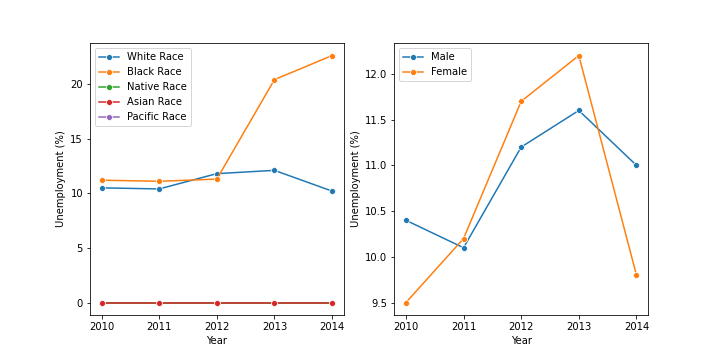 White Race
Black Race
Native Race
Asian Race
Pacific Race
Unemployment (%)
20
15
10
5
0
2010 2011 2012 2013 2014
Year
Male
Female
Unemployment (%)
12.0
11.5
11.0
10.5
10.0
9.5
2010 2011 2012 2013 2014
Year